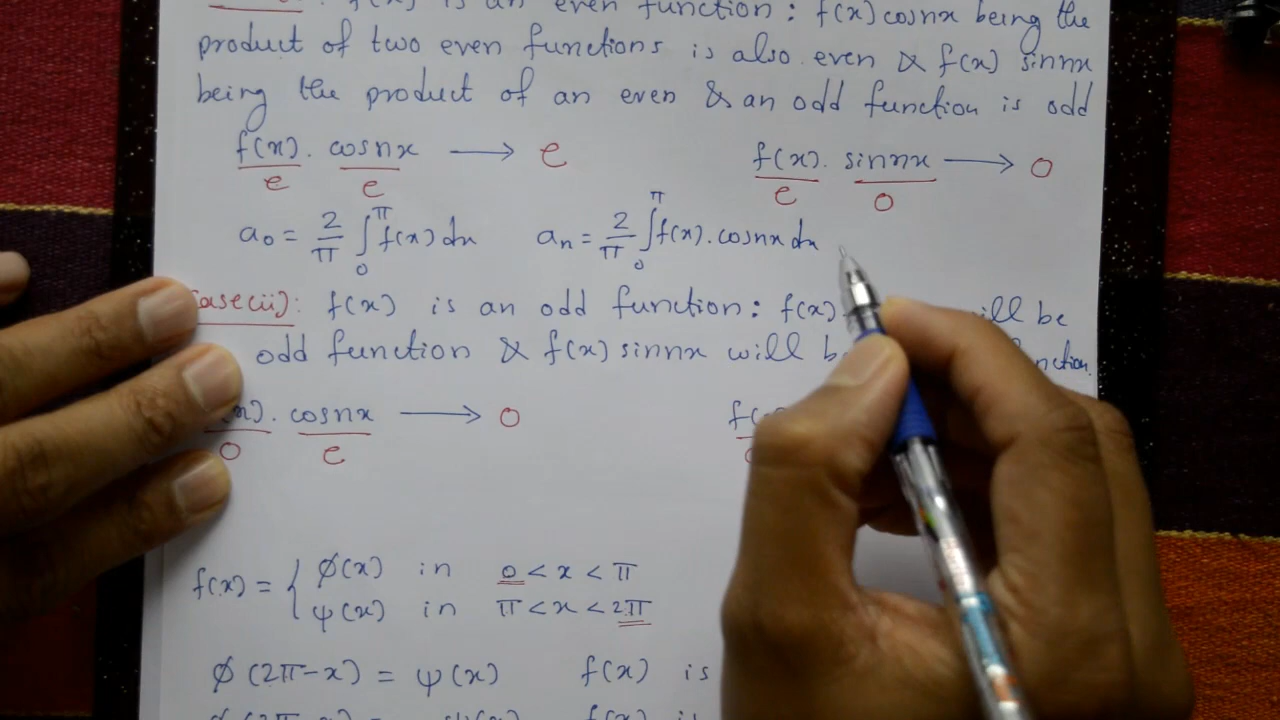 f(x) is an even function: f(x) cosnx being the
product of two even functions is also even & f(x) sinnx
being the product of an even & an odd function is odd
f(x). cosnx → e f(x). sinnx → o
e e e o
a₀ = 2/π ∫₀^π f(x) dx aₙ = 2/π ∫₀^π f(x). cosnx dx
case(ii): f(x) is an odd function: f(x) will be
odd function & f(x) sinnx will
cosnx → o
o e
f(x) = { φ(x) in 0 < x < π
ψ(x) in π < x < 2π
φ(2π-x) = ψ(x) f(x) is